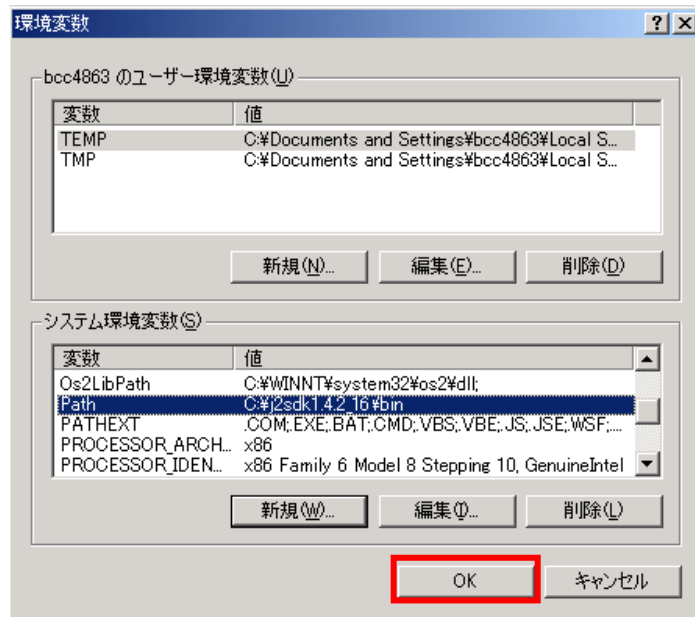 環境変数
bcc4863 のユーザー環境変数(U)
変数 値
TEMP C:¥Documents and Settings¥bcc4863¥Local S...
TMP C:¥Documents and Settings¥bcc4863¥Local S...
新規(N)... 編集(E)... 削除(D)
システム環境変数(S)
変数 値
Os2LibPath C:¥WINNT¥system32¥os2¥dll;
Path C:¥j2sdk1.4.2_16¥bin
PATHEXT .COM;.EXE;.BAT;.CMD;.VBS;.VBE;.JS;.JSE;.WSF;...
PROCESSOR_ARCH... x86
PROCESSOR_IDEN... x86 Family 6 Model 8 Stepping 10, GenuineIntel
新規(W)... 編集(I)... 削除(L)
OK キャンセル